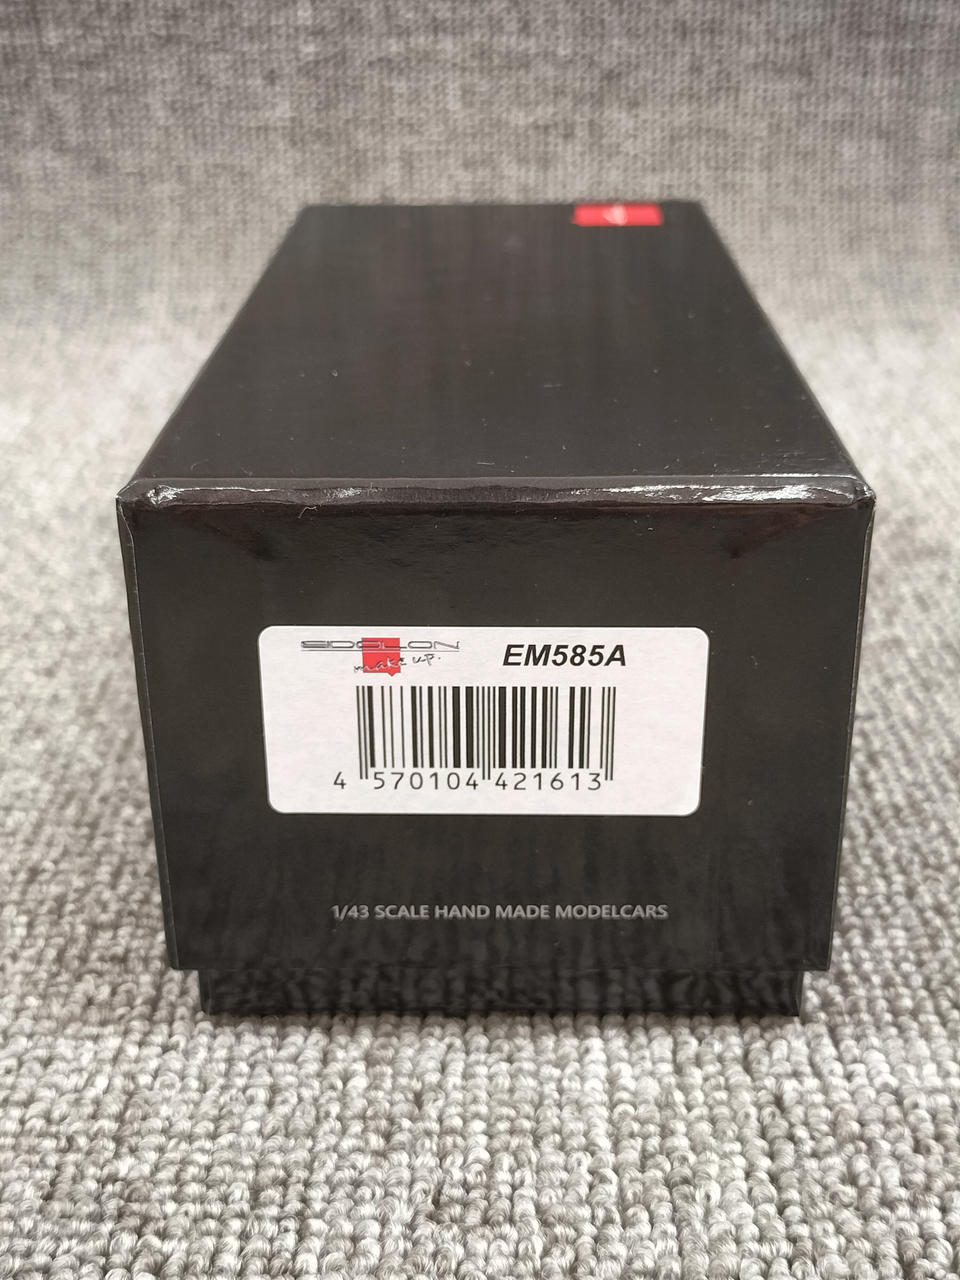 EIDOLON
make up.
EM585A
4 570104 421613
1/43 SCALE HAND MADE MODELCARS